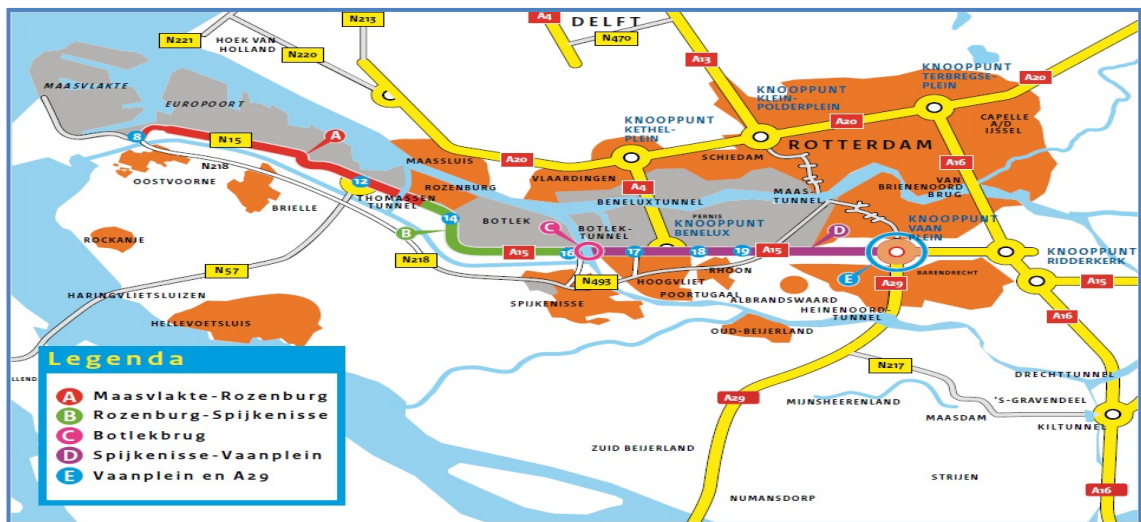 A4
DELFT
N213
N470
N221
HOEK VAN
HOLLAND
N220
A13
A20
MAASVLAKTE
EUROPOORT
KNOOPPUNT
TERBREGSE-
PLEIN
KNOOPPUNT
KLEIN-
POLDERPLEIN
KNOOPPUNT
KETHEL-
PLEIN
A20
CAPELLE
A/D
IJSSEL
8
N15
A
ROTTERDAM
SCHIEDAM
A20
MAASSLUIS
N218
OOSTVOORNE
12
THOMASSEN
TUNNEL
ROZENBURG
VLAARDINGEN
A4
A16
VAN
BRIENENOORD
BRUG
MAAS-
TUNNEL
BENELUXTUNNEL
BRIELLE
14
BOTLEK
PERNIS
KNOOPPUNT
BENELUX
KNOOPPUNT
VAAN
PLEIN
ROCKANJE
B
C
BOTLEK-
TUNNEL
D
A15
16
17
18
19
A15
KNOOPPUNT
RIDDERKERK
N57
N218
N493
HOOGVLIET
RHOON
POORTUGAAL
E
BARENDRECHT
A29
A15
HARINGVLIETSLUIZEN
SPIJKENISSE
ALBRANDSWAARD
HEINENOORD-
TUNNEL
A16
HELLEVOETSLUIS
OUD-BEIJERLAND
N217
DRECHTTUNNEL
A29
MIJNSHEERENLAND
'S-GRAVENDEEL
MAASDAM
KILTUNNEL
ZUID BEIJERLAND
STRIJEN
NUMANSDORP
A16
Legenda
A Maasvlakte-Rozenburg
B Rozenburg-Spijkenisse
C Botlekbrug
D Spijkenisse-Vaanplein
E Vaanplein en A29